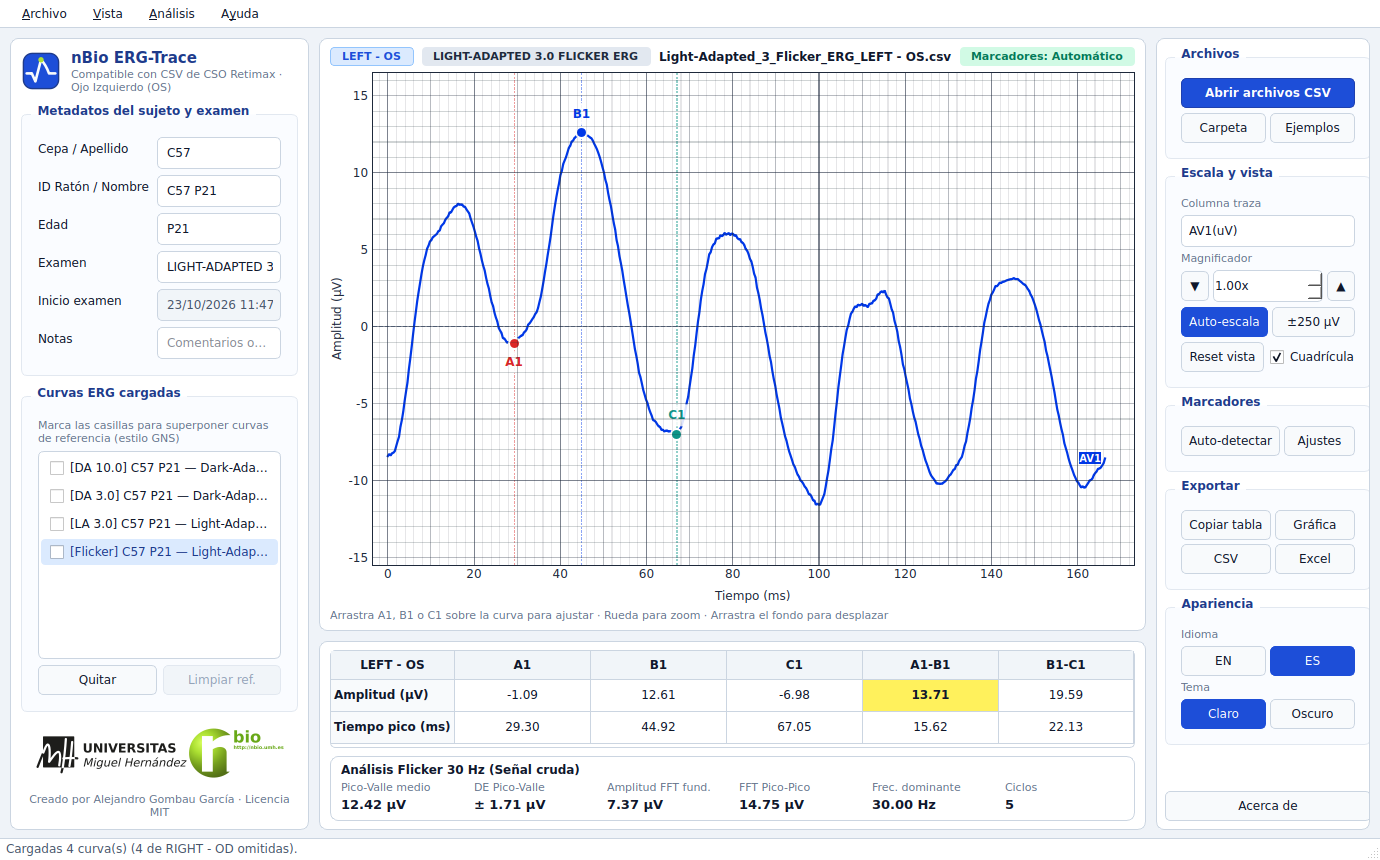 Archivo Vista Análisis Ayuda
nBio ERG-Trace
Compatible con CSV de CSO Retimax ·
Ojo Izquierdo (OS)
Metadatos del sujeto y examen
Cepa / Apellido C57
ID Ratón / Nombre C57 P21
Edad P21
Examen LIGHT-ADAPTED 3
Inicio examen 23/10/2026 11:47
Notas Comentarios o...
Curvas ERG cargadas
Marca las casillas para superponer curvas
de referencia (estilo GNS)
[DA 10.0] C57 P21 — Dark-Ada...
[DA 3.0] C57 P21 — Dark-Adap...
[LA 3.0] C57 P21 — Light-Adap...
[Flicker] C57 P21 — Light-Adap...
Quitar Limpiar ref.
UNIVERSITAS
Miguel Hernández
bio
http://nbio.umh.es
Creado por Alejandro Gombau García · Licencia
MIT
LEFT - OS LIGHT-ADAPTED 3.0 FLICKER ERG Light-Adapted_3_Flicker_ERG_LEFT - OS.csv Marcadores: Automático
15
10
5
0
-5
-10
-15
Amplitud (µV)
B1
A1
C1
AV1
0 20 40 60 80 100 120 140 160
Tiempo (ms)
Arrastra A1, B1 o C1 sobre la curva para ajustar · Rueda para zoom · Arrastra el fondo para desplazar
LEFT - OS A1 B1 C1 A1-B1 B1-C1
Amplitud (µV) -1.09 12.61 -6.98 13.71 19.59
Tiempo pico (ms) 29.30 44.92 67.05 15.62 22.13
Análisis Flicker 30 Hz (Señal cruda)
Pico-Valle medio DE Pico-Valle Amplitud FFT fund. FFT Pico-Pico Frec. dominante Ciclos
12.42 µV ± 1.71 µV 7.37 µV 14.75 µV 30.00 Hz 5
Archivos
Abrir archivos CSV
Carpeta Ejemplos
Escala y vista
Columna traza
AV1(uV)
Magnificador
▼ 1.00x ▲
Auto-escala ±250 µV
Reset vista Cuadrícula
Marcadores
Auto-detectar Ajustes
Exportar
Copiar tabla Gráfica
CSV Excel
Apariencia
Idioma
EN ES
Tema
Claro Oscuro
Acerca de
Cargadas 4 curva(s) (4 de RIGHT - OD omitidas).